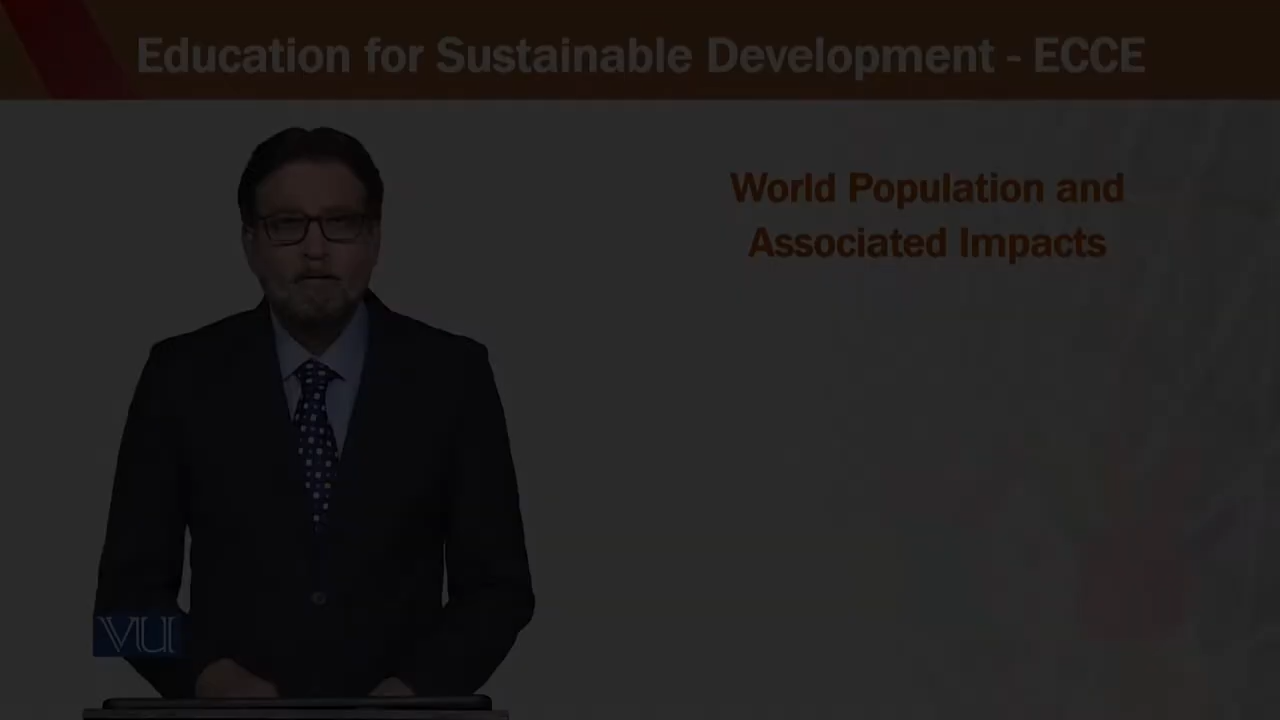 Education for Sustainable Development - ECCE
World Population and
Associated Impacts
VU